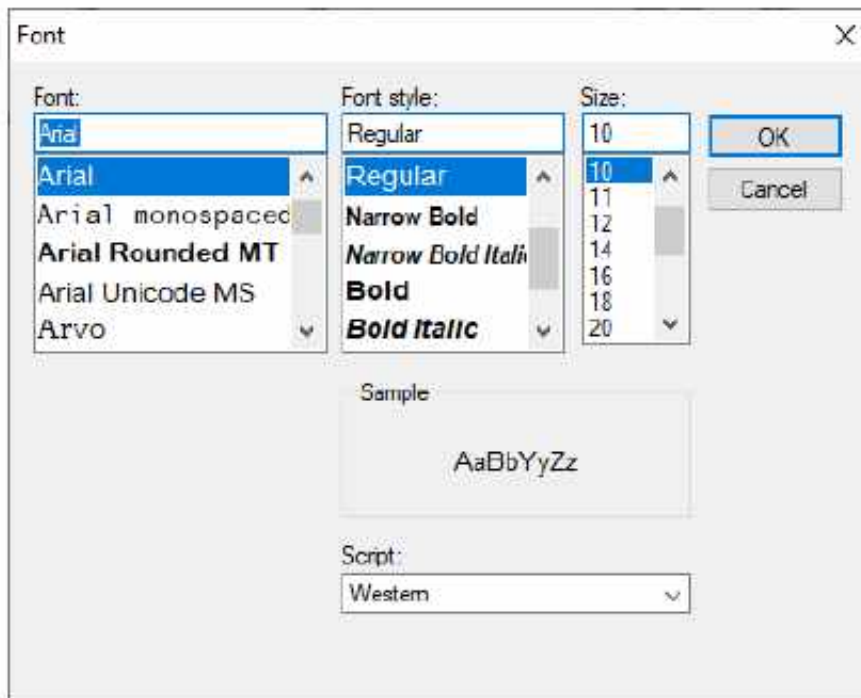 Font
Font:
Arial
Arial
Arial monospaced
Arial Rounded MT
Arial Unicode MS
Arvo
Font style:
Regular
Regular
Narrow Bold
Narrow Bold Itali
Bold
Bold Italic
Size:
10
10
11
12
14
16
18
20
OK
Cancel
Sample
AaBbYyZz
Script:
Western